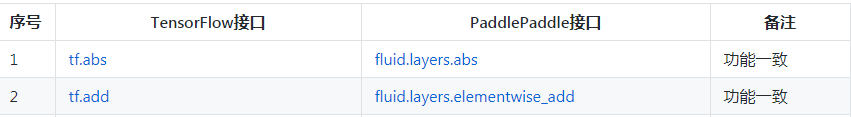 序号 TensorFlow接口 PaddlePaddle接口 备注
1 tf.abs fluid.layers.abs 功能一致
2 tf.add fluid.layers.elementwise_add 功能一致